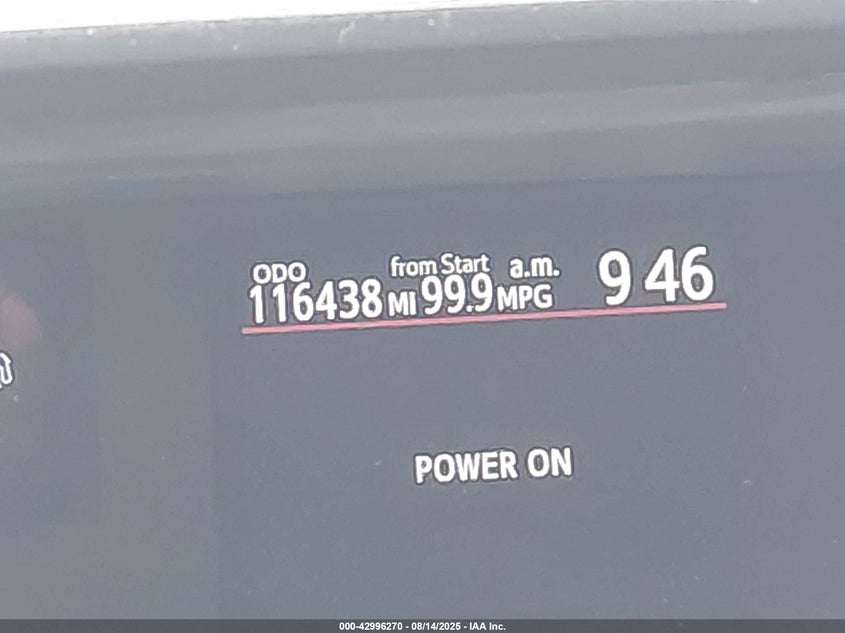 ODO from Start a.m. 9 46
116438 MI 99.9 MPG
POWER ON
000-42996270 - 08/14/2025 - IAA Inc.